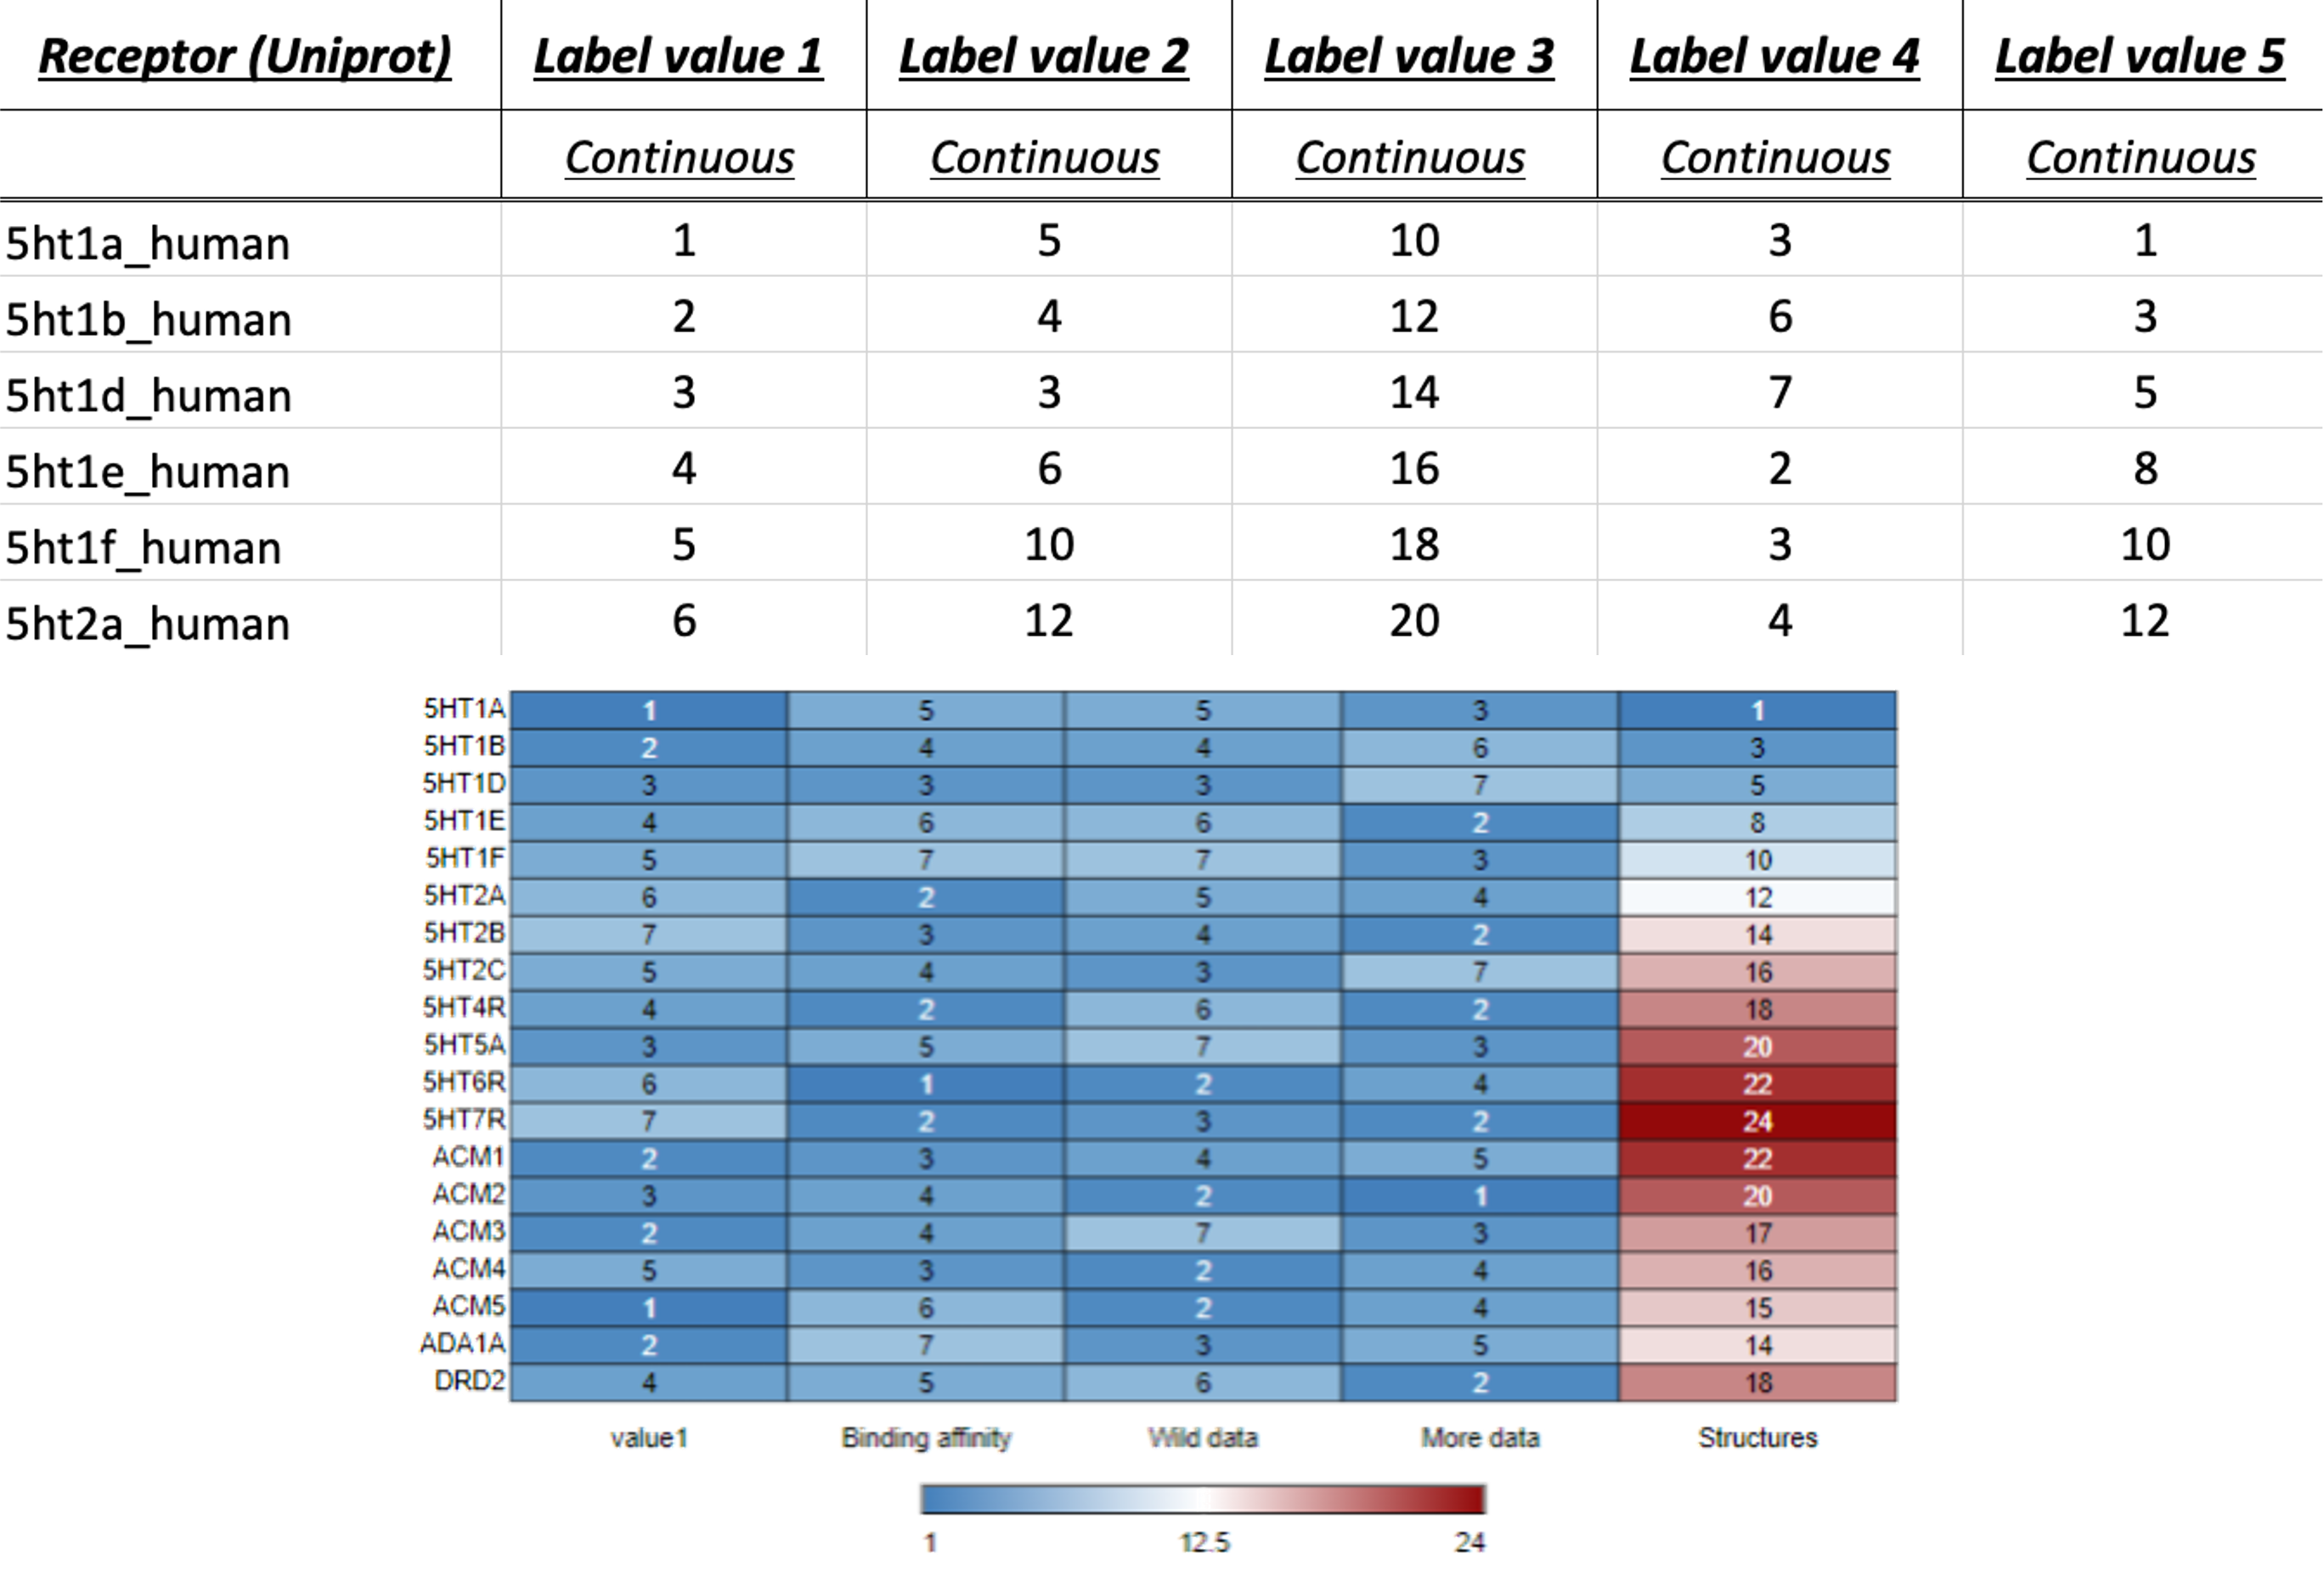 Receptor (Uniprot) Label value 1 Label value 2 Label value 3 Label value 4 Label value 5
Continuous Continuous Continuous Continuous Continuous
5ht1a_human 1 5 10 3 1
5ht1b_human 2 4 12 6 3
5ht1d_human 3 3 14 7 5
5ht1e_human 4 6 16 2 8
5ht1f_human 5 10 18 3 10
5ht2a_human 6 12 20 4 12
5HT1A 1 5 5 3 1
5HT1B 2 4 4 6 3
5HT1D 3 3 3 7 5
5HT1E 4 6 6 2 8
5HT1F 5 7 7 3 10
5HT2A 6 2 5 4 12
5HT2B 7 3 4 2 14
5HT2C 5 4 3 7 16
5HT4R 4 2 6 2 18
5HT5A 3 5 7 3 20
5HT6R 6 1 2 4 22
5HT7R 7 2 3 2 24
ACM1 2 3 4 5 22
ACM2 3 4 2 1 20
ACM3 2 4 7 3 17
ACM4 5 3 2 4 16
ACM5 1 6 2 4 15
ADA1A 2 7 3 5 14
DRD2 4 5 6 2 18
value1 Binding affinity Wild data More data Structures
1 12.5 24